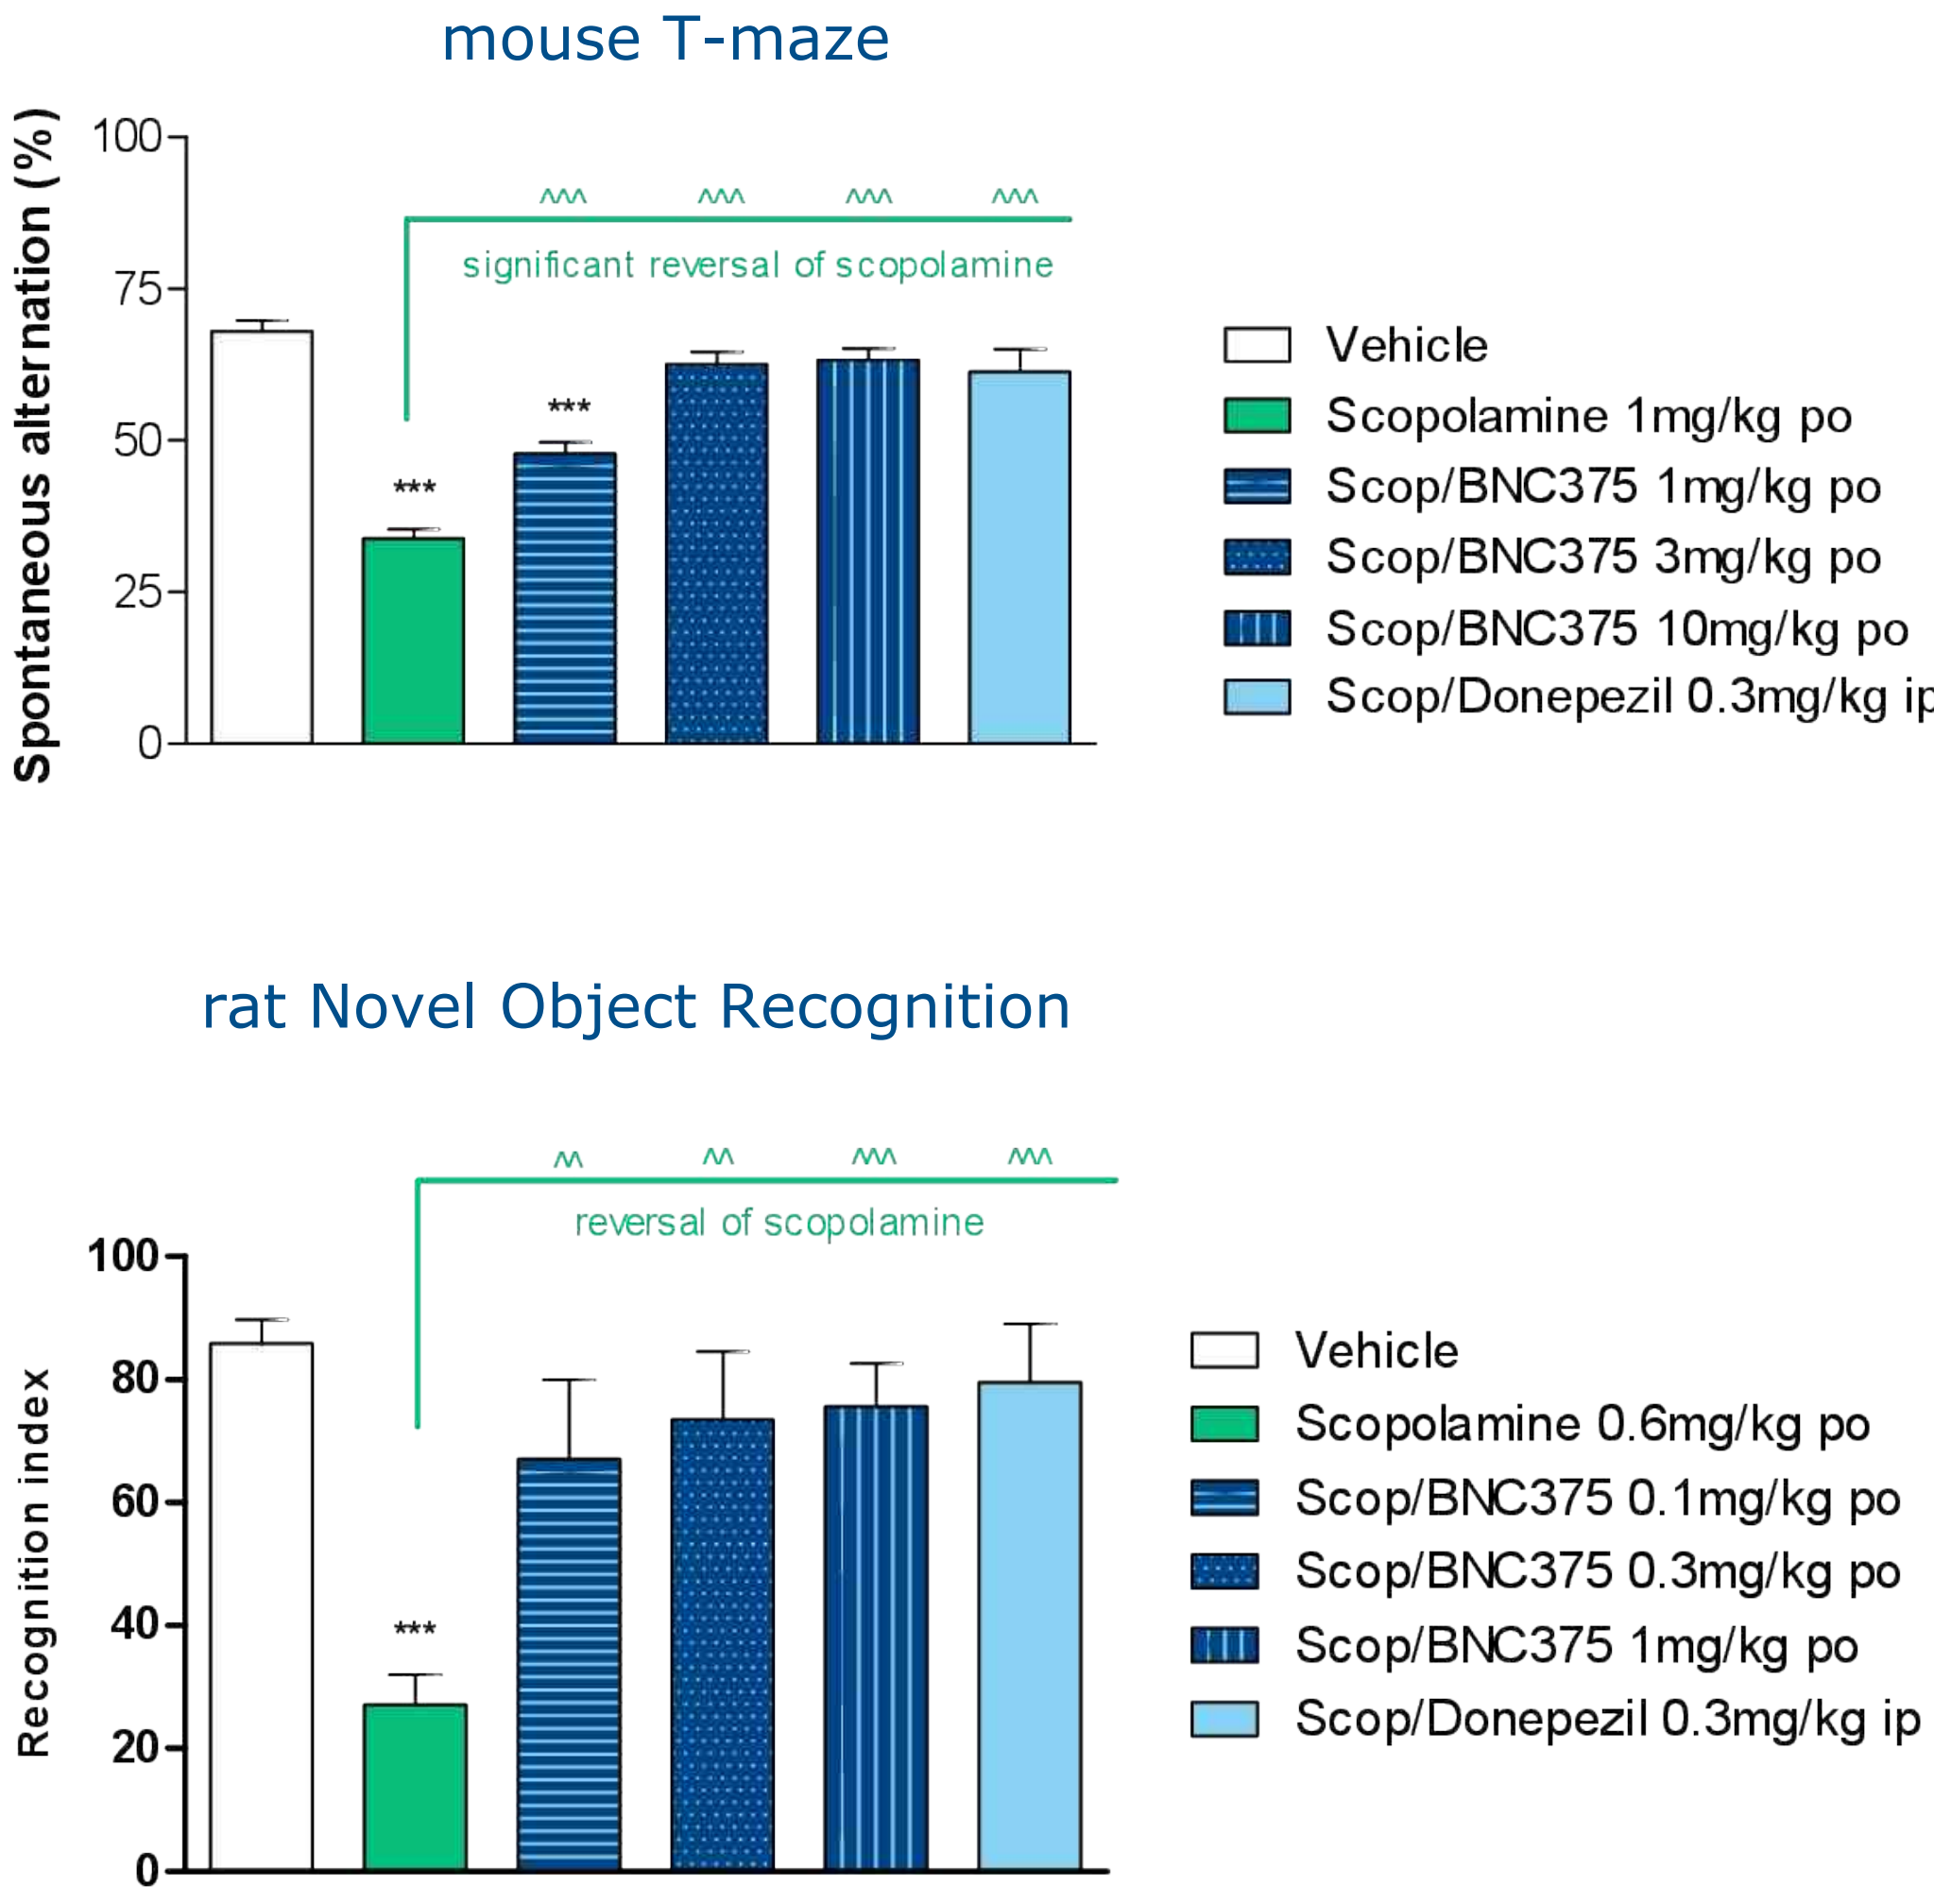 mouse T-maze
Spontaneous alternation (%)
100
75
50
25
0
^^^ ^^^ ^^^ ^^^
significant reversal of scopolamine
***
***
Vehicle
Scopolamine 1mg/kg po
Scop/BNC375 1mg/kg po
Scop/BNC375 3mg/kg po
Scop/BNC375 10mg/kg po
Scop/Donepezil 0.3mg/kg ip
rat Novel Object Recognition
Recognition index
100
80
60
40
20
0
^^ ^^ ^^^ ^^^
reversal of scopolamine
***
Vehicle
Scopolamine 0.6mg/kg po
Scop/BNC375 0.1mg/kg po
Scop/BNC375 0.3mg/kg po
Scop/BNC375 1mg/kg po
Scop/Donepezil 0.3mg/kg ip